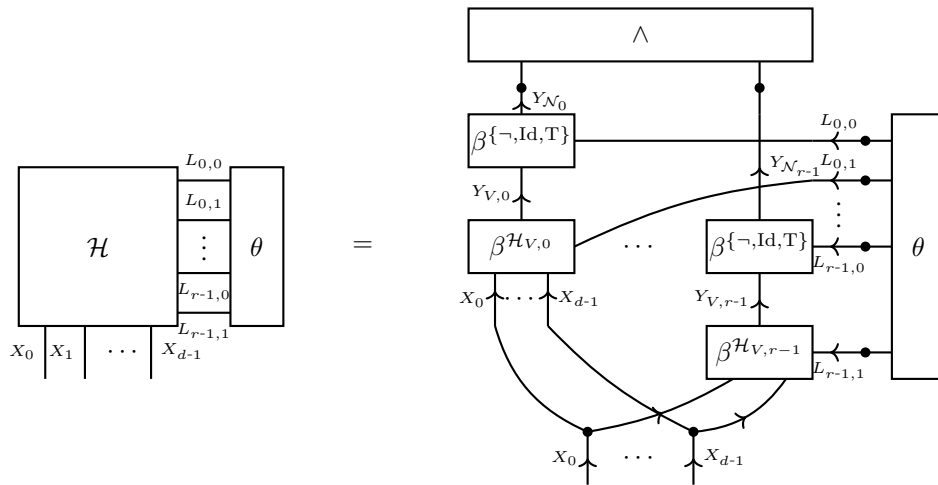 ∧
Y_{𝒩_0}
β^{¬,Id,T} L_{0,0}
L_{0,0} Y_{𝒩_{r-1}} L_{0,1}
L_{0,1} Y_{V,0} ⋮
ℋ ⋮ θ = β^{ℋ_{V,0}} ··· β^{¬,Id,T} θ
L_{r-1,0} L_{r-1,0}
X_0 ··· X_{d-1} Y_{V,r-1}
L_{r-1,1}
X_0 X_1 ··· X_{d-1} β^{ℋ_{V,r-1}} L_{r-1,1}
X_0 ··· X_{d-1}